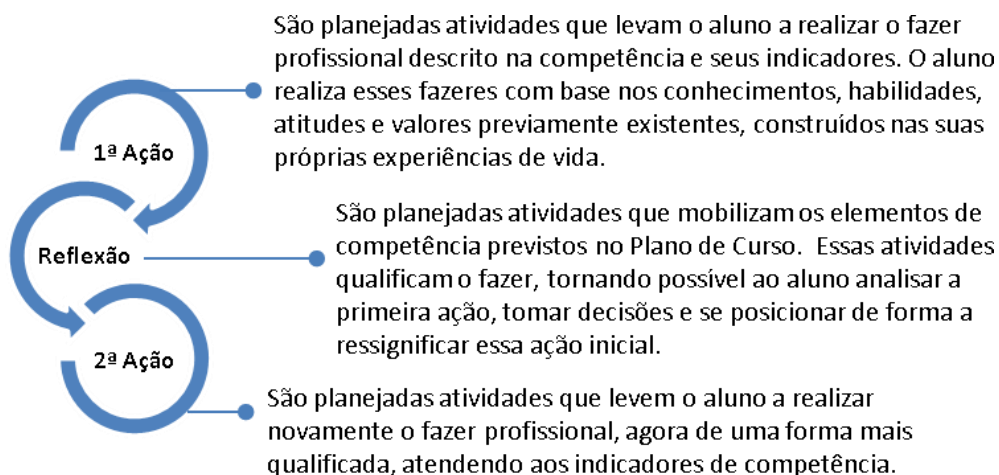 São planejadas atividades que levam o aluno a realizar o fazer
profissional descrito na competência e seus indicadores. O aluno
realiza esses fazeres com base nos conhecimentos, habilidades,
atitudes e valores previamente existentes, construídos nas suas
próprias experiências de vida.
1ª Ação
São planejadas atividades que mobilizam os elementos de
competência previstos no Plano de Curso. Essas atividades
qualificam o fazer, tornando possível ao aluno analisar a
primeira ação, tomar decisões e se posicionar de forma a
ressignificar essa ação inicial.
Reflexão
2ª Ação
São planejadas atividades que levem o aluno a realizar
novamente o fazer profissional, agora de uma forma mais
qualificada, atendendo aos indicadores de competência.